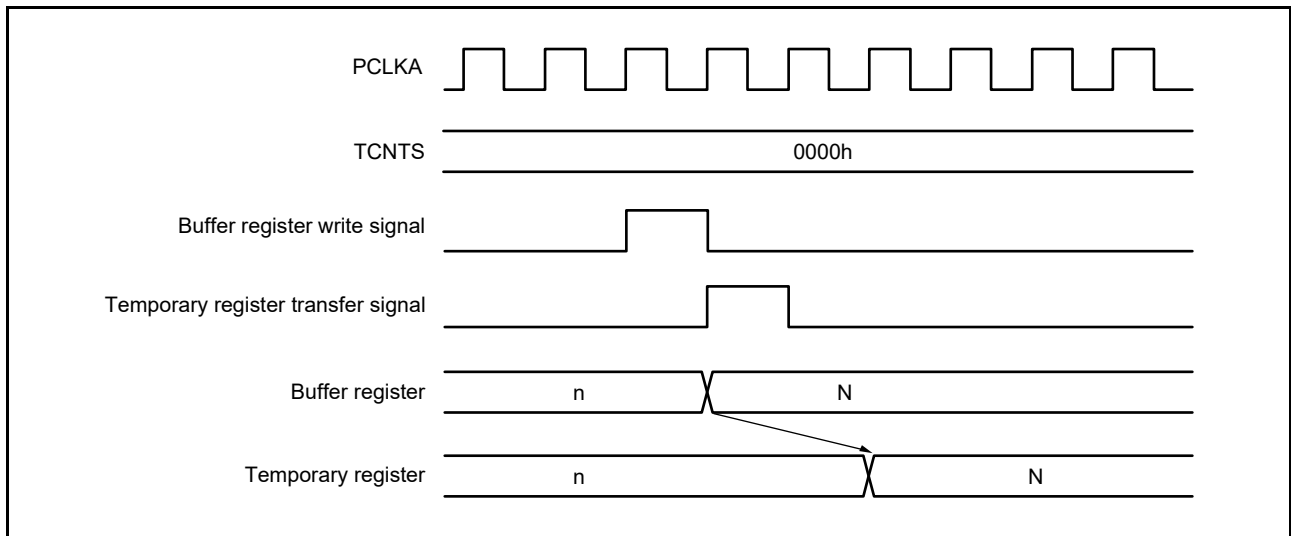 PCLKA
TCNTS
0000h
Buffer register write signal
Temporary register transfer signal
Buffer register
n
N
Temporary register
n
N